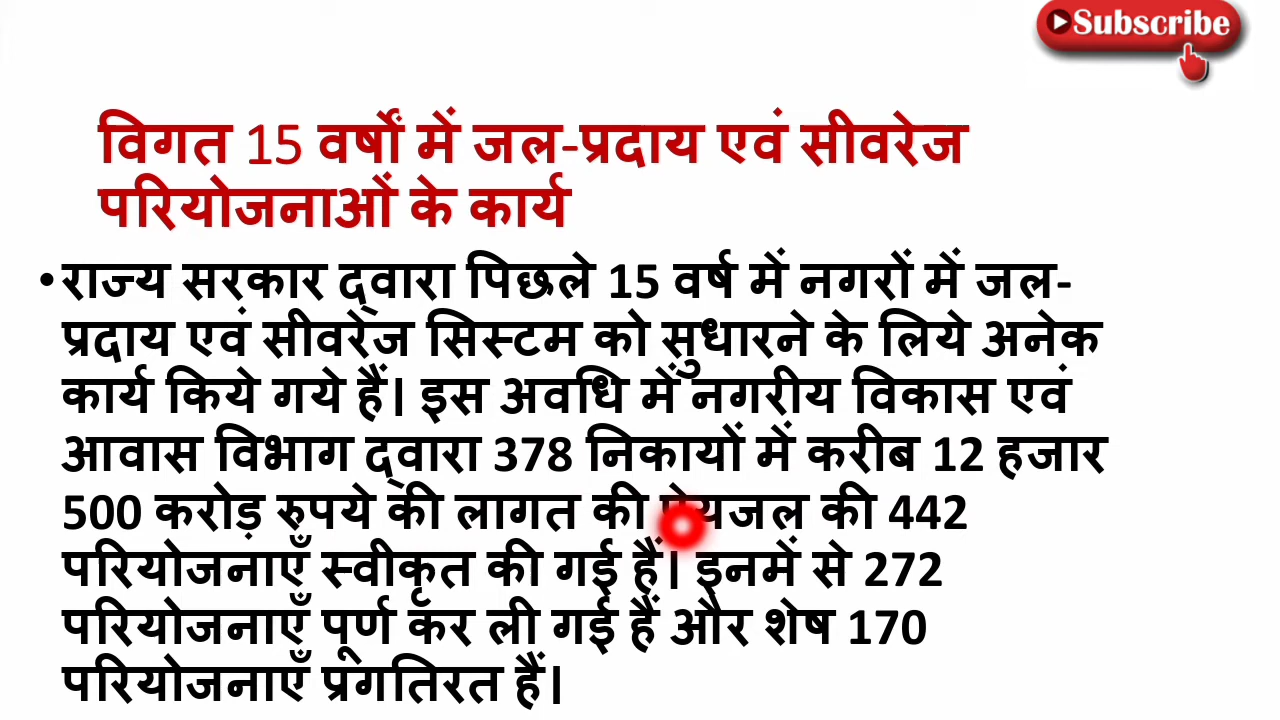 Subscribe
विगत 15 वर्षों में जल-प्रदाय एवं सीवरेज
परियोजनाओं के कार्य
•राज्य सरकार द्वारा पिछले 15 वर्ष में नगरों में जल-
प्रदाय एवं सीवरेज सिस्टम को सुधारने के लिये अनेक
कार्य किये गये हैं। इस अवधि में नगरीय विकास एवं
आवास विभाग द्वारा 378 निकायों में करीब 12 हजार
500 करोड़ रुपये की लागत की पेयजल की 442
परियोजनाएँ स्वीकृत की गई हैं। इनमें से 272
परियोजनाएँ पूर्ण कर ली गई हैं और शेष 170
परियोजनाएँ प्रगतिरत हैं।